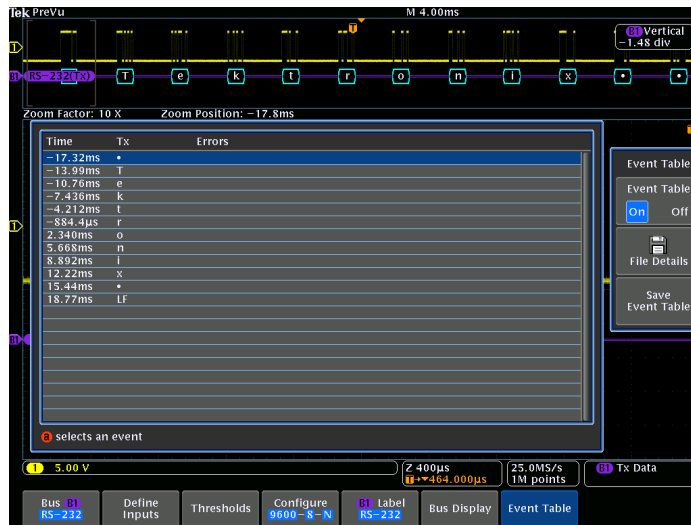 Tek PreVu M 4.00ms
T
B1 Vertical
-1.48 div
1
B1 RS-232(Tx) T e k t r o n i x • •
Zoom Factor: 10 X Zoom Position: -17.8ms
Time Tx Errors
-17.32ms •
-13.99ms T
-10.76ms e
-7.436ms k
-4.212ms t
-884.4µs r
2.340ms o
5.668ms n
8.892ms i
12.22ms x
15.44ms •
18.77ms LF
a selects an event
Event Table
Event Table
On Off
File Details
Save
Event Table
1
B1
1 5.00 V
Z 400µs
T→▼464.000µs
25.0MS/s
1M points
B1 Tx Data
Bus B1
RS-232
Define
Inputs
Thresholds
Configure
9600-8-N
B1 Label
RS-232
Bus Display
Event Table